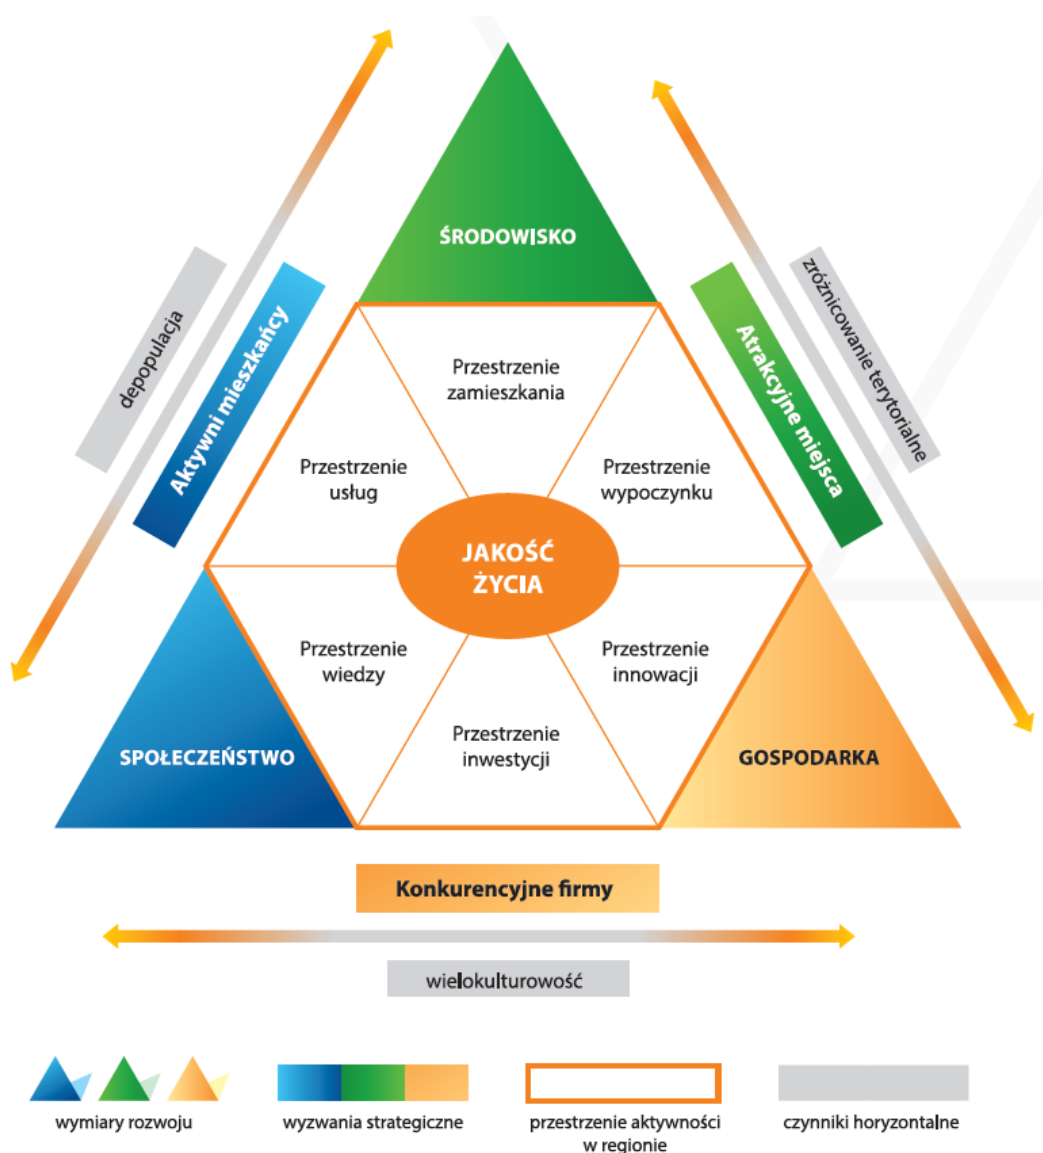 ŚRODOWISKO
depopulacja
Aktywni mieszkańcy
Atrakcyjne miejsca
zróżnicowanie terytorialne
Przestrzenie
zamieszkania
Przestrzenie
usług
Przestrzenie
wypoczynku
JAKOŚĆ
ŻYCIA
Przestrzenie
wiedzy
Przestrzenie
innowacji
Przestrzenie
inwestycji
SPOŁECZEŃSTWO
GOSPODARKA
Konkurencyjne firmy
wielokulturowość
wymiary rozwoju
wyzwania strategiczne
przestrzenie aktywności
w regionie
czynniki horyzontalne